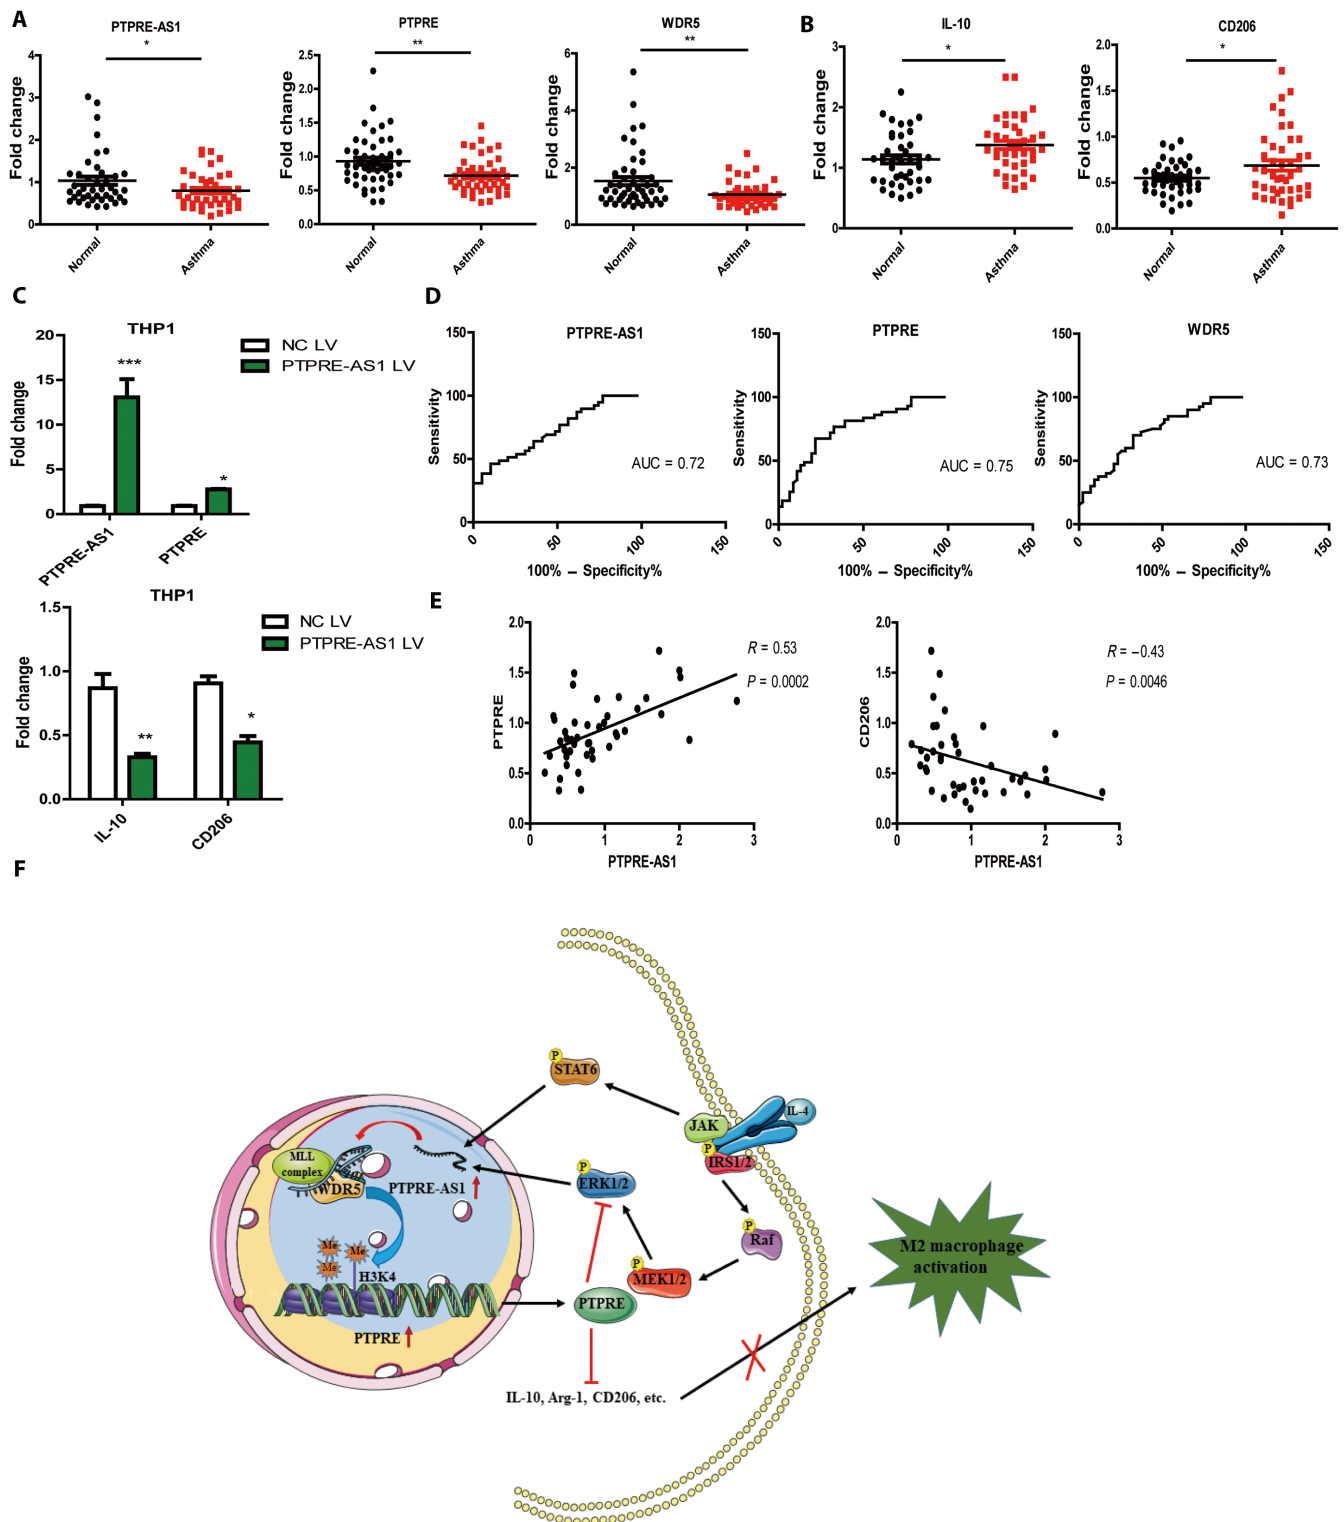 A
PTPRE-AS1
*
Fold change
4
3
2
1
0
Normal
Asthma
PTPRE
**
Fold change
2.5
2.0
1.5
1.0
0.5
0.0
Normal
Asthma
WDR5
**
Fold change
6
4
2
0
Normal
Asthma
B
IL-10
*
Fold change
3
2
1
0
Normal
Asthma
CD206
*
Fold change
2.0
1.5
1.0
0.5
0.0
Normal
Asthma
C
THP1
NC LV
PTPRE-AS1 LV
Fold change
20
15
10
5
0
***
*
PTPRE-AS1
PTPRE
THP1
NC LV
PTPRE-AS1 LV
Fold change
1.5
1.0
0.5
0.0
**
*
IL-10
CD206
D
PTPRE-AS1
Sensitivity
150
100
50
0
AUC = 0.72
0
50
100
150
100% – Specificity%
PTPRE
Sensitivity
150
100
50
0
AUC = 0.75
0
50
100
150
100% – Specificity%
WDR5
Sensitivity
150
100
50
0
AUC = 0.73
0
50
100
150
100% – Specificity%
E
PTPRE
2.0
1.5
1.0
0.5
0.0
R = 0.53
P = 0.0002
0
1
2
3
PTPRE-AS1
CD206
2.0
1.5
1.0
0.5
0.0
R = −0.43
P = 0.0046
0
1
2
3
PTPRE-AS1
F
P
STAT6
JAK
IL-4
P
IRS1/2
MLL
complex
WDR5
PTPRE-AS1
P
ERK1/2
P
Raf
Me
Me
Me
H3K4
P
MEK1/2
PTPRE
PTPRE
M2 macrophage
activation
IL-10, Arg-1, CD206, etc.